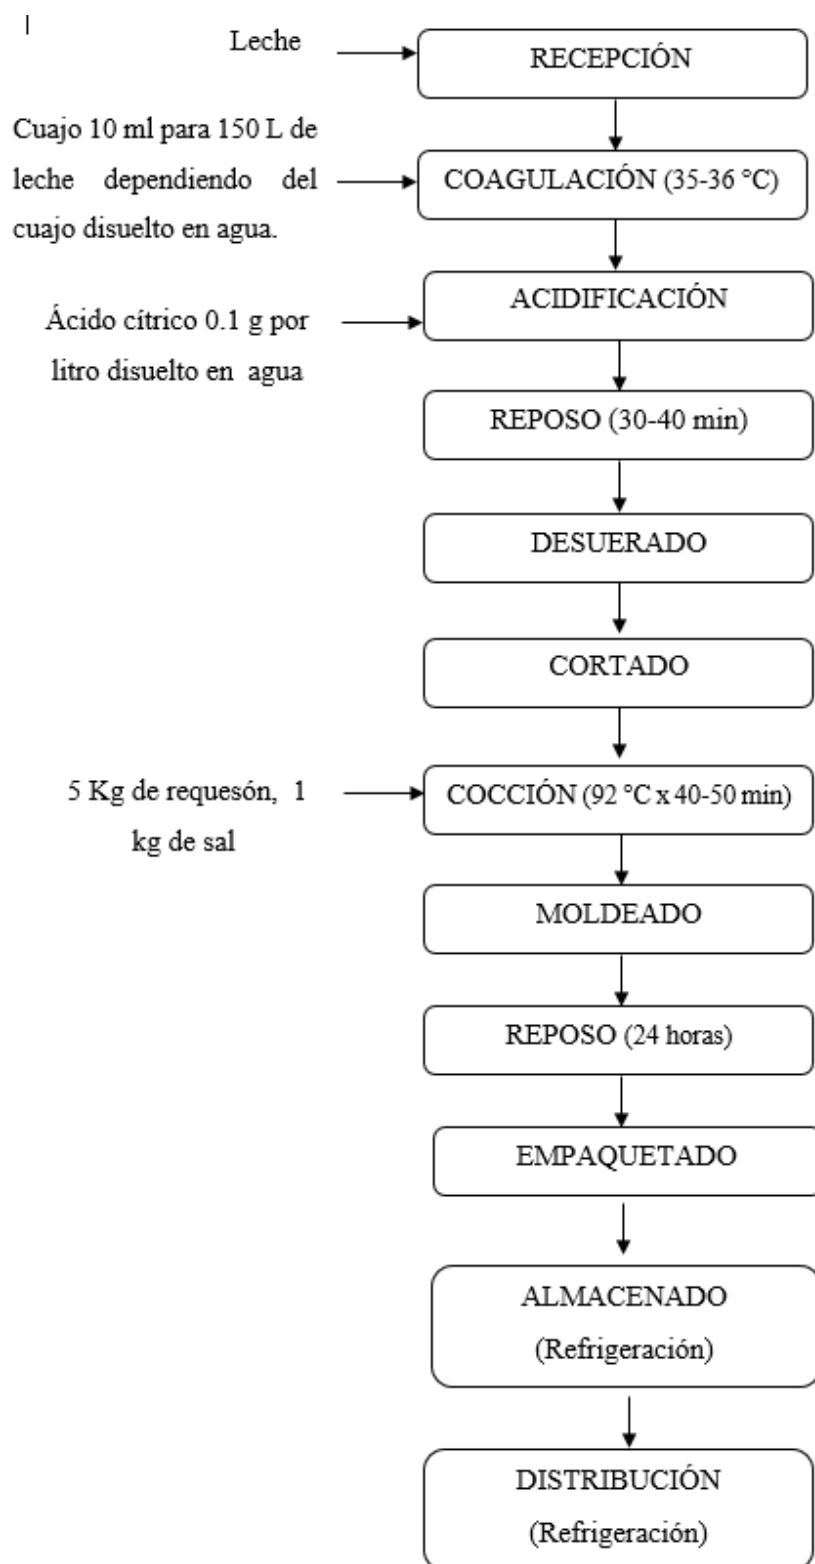 Leche
RECEPCIÓN
Cuajo 10 ml para 150 L de
leche dependiendo del
cuajo disuelto en agua.
COAGULACIÓN (35-36 °C)
ACIDIFICACIÓN
Ácido cítrico 0.1 g por
litro disuelto en agua
REPOSO (30-40 min)
DESUERADO
CORTADO
5 Kg de requesón, 1
kg de sal
COCCIÓN (92 °C x 40-50 min)
MOLDEADO
REPOSO (24 horas)
EMPAQUETADO
ALMACENADO
(Refrigeración)
DISTRIBUCIÓN
(Refrigeración)